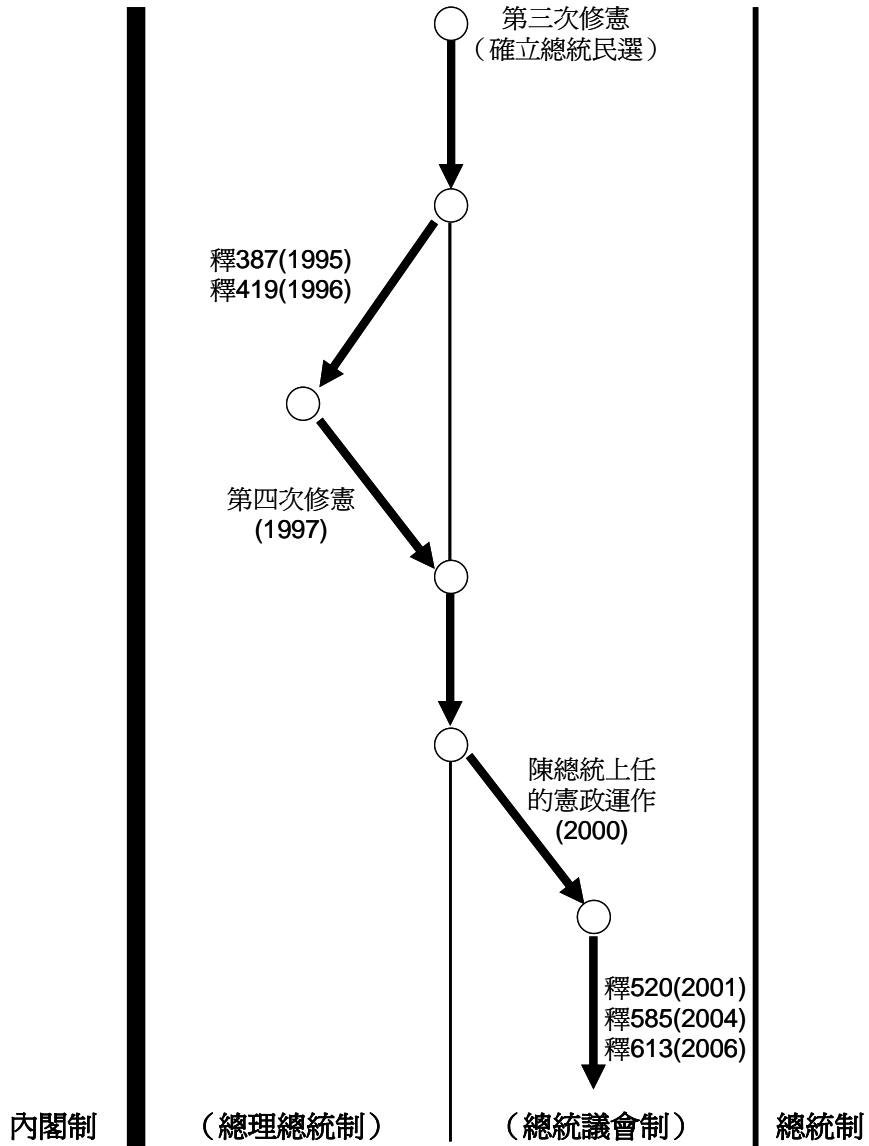 第三次修憲
（確立總統民選）
釋387(1995)
釋419(1996)
第四次修憲
(1997)
陳總統上任
的憲政運作
(2000)
釋520(2001)
釋585(2004)
釋613(2006)
內閣制
（總理總統制）
（總統議會制）
總統制